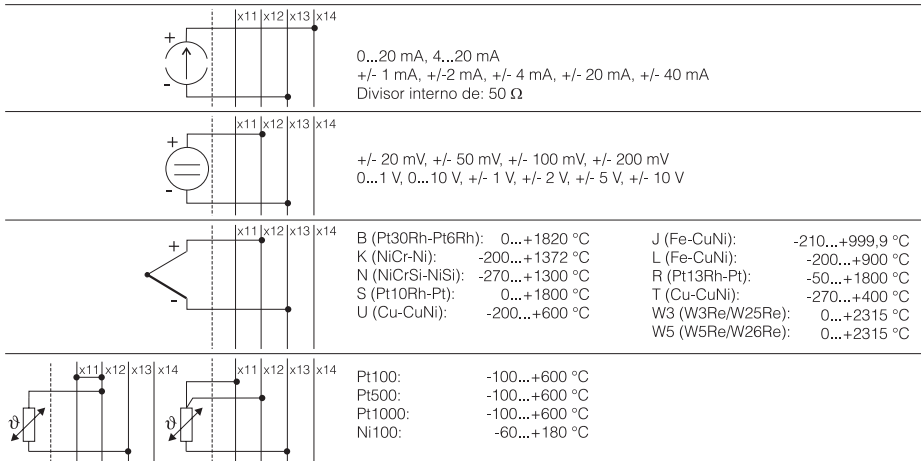 x11 x12 x13 x14
+
-
0...20 mA, 4...20 mA
+/- 1 mA, +/-2 mA, +/- 4 mA, +/- 20 mA, +/- 40 mA
Divisor interno de: 50 Ω
x11 x12 x13 x14
+
-
+/- 20 mV, +/- 50 mV, +/- 100 mV, +/- 200 mV
0...1 V, 0...10 V, +/- 1 V, +/- 2 V, +/- 5 V, +/- 10 V
x11 x12 x13 x14
+
-
B (Pt30Rh-Pt6Rh): 0...+1820 °C
K (NiCr-Ni): -200...+1372 °C
N (NiCrSi-NiSi): -270...+1300 °C
S (Pt10Rh-Pt): 0...+1800 °C
U (Cu-CuNi): -200...+600 °C
J (Fe-CuNi): -210...+999,9 °C
L (Fe-CuNi): -200...+900 °C
R (Pt13Rh-Pt): -50...+1800 °C
T (Cu-CuNi): -270...+400 °C
W3 (W3Re/W25Re): 0...+2315 °C
W5 (W5Re/W26Re): 0...+2315 °C
x11 x12 x13 x14
ϑ
x11 x12 x13 x14
ϑ
Pt100: -100...+600 °C
Pt500: -100...+600 °C
Pt1000: -100...+600 °C
Ni100: -60...+180 °C